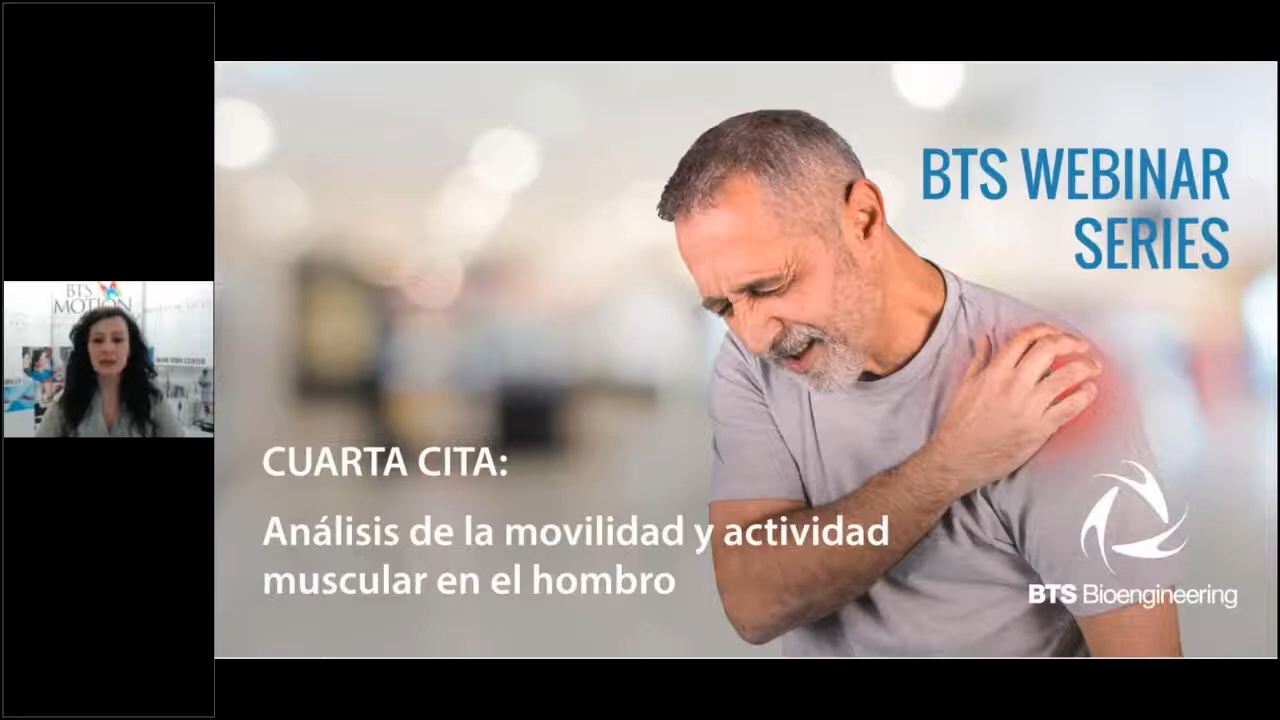 BTS
MOTION
BTS WEBINAR
SERIES
CUARTA CITA:
Análisis de la movilidad y actividad
muscular en el hombro
BTS Bioengineering